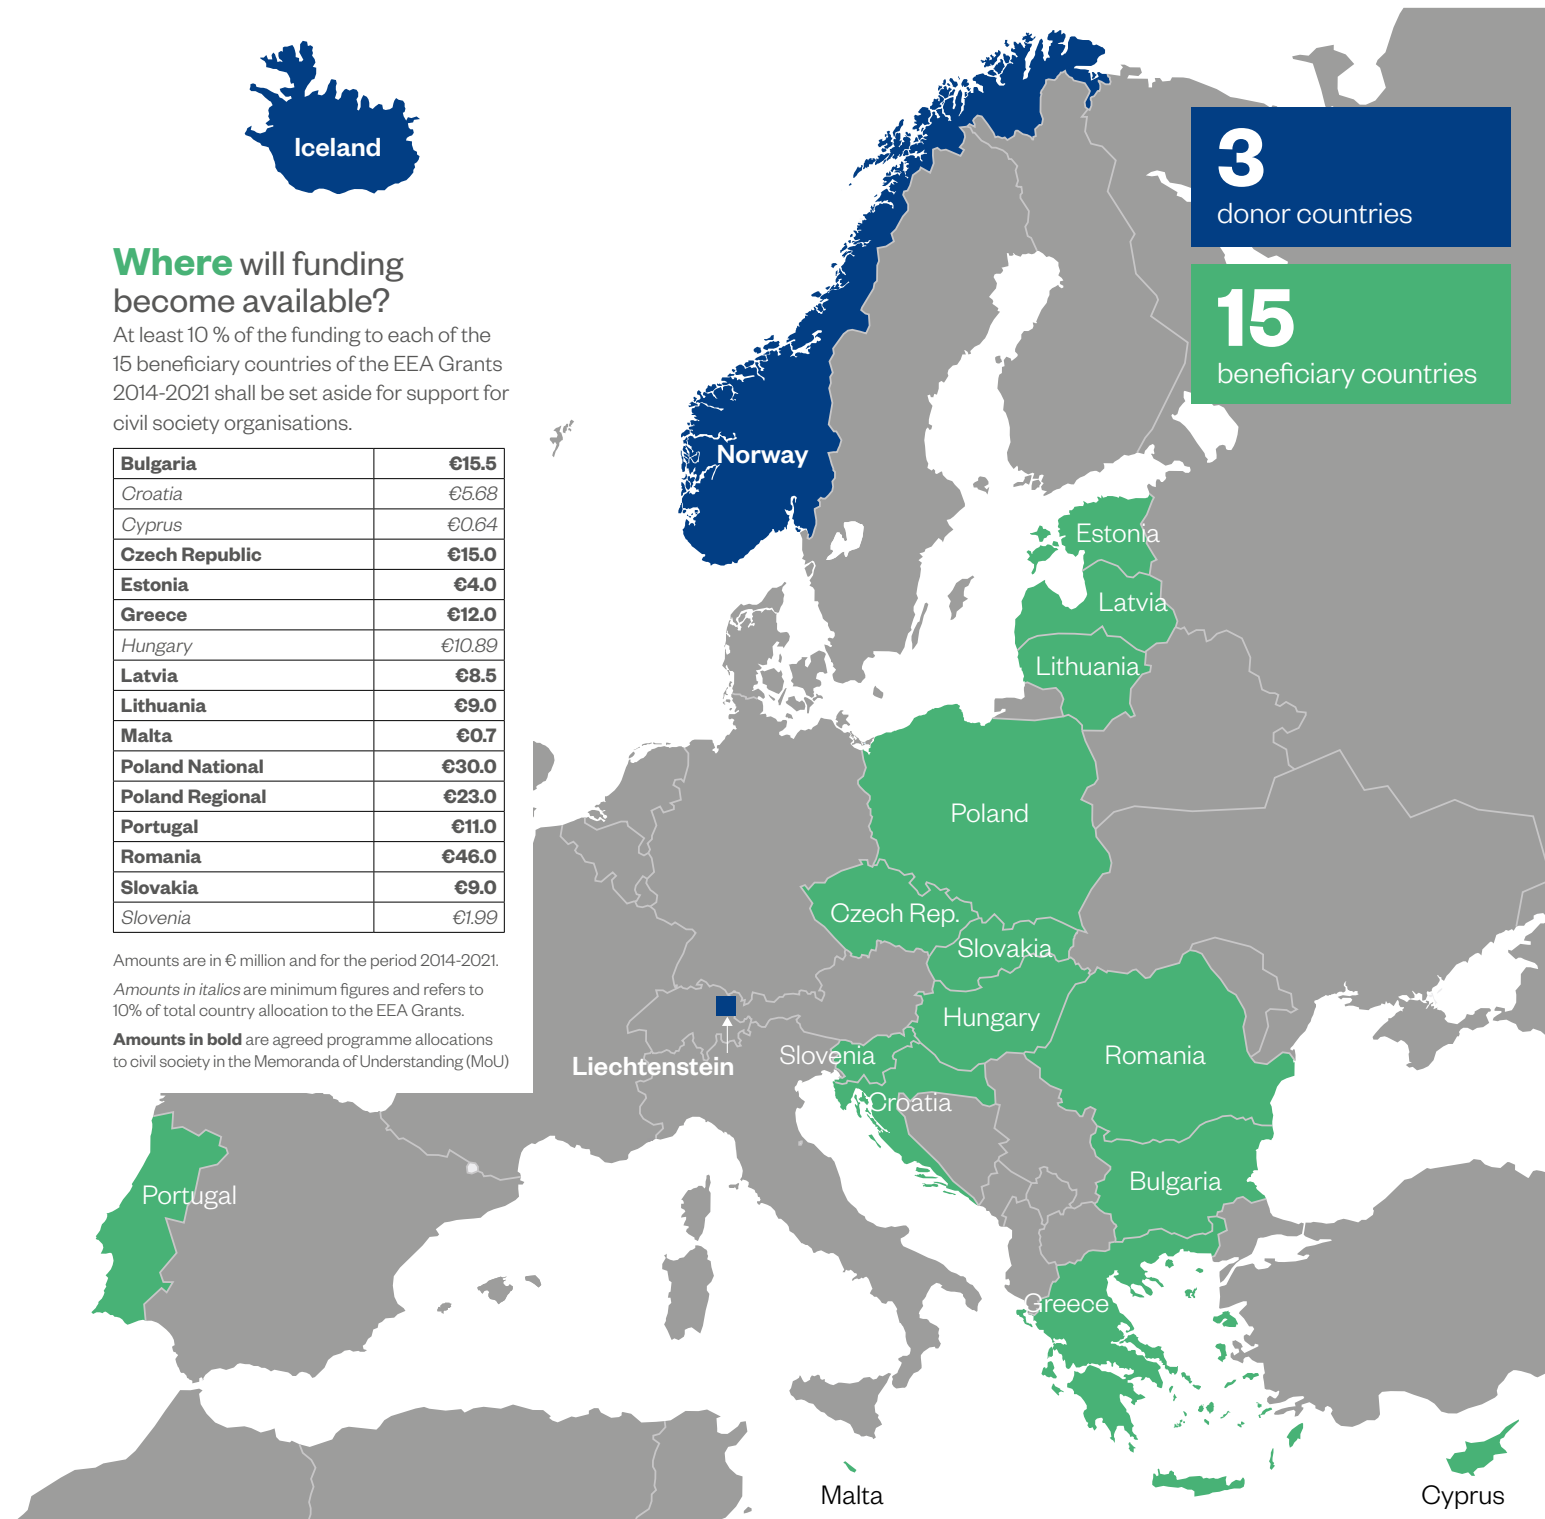 Iceland
3
donor countries
15
beneficiary countries
Where will funding
become available?
At least 10 % of the funding to each of the
15 beneficiary countries of the EEA Grants
2014-2021 shall be set aside for support for
civil society organisations.
Bulgaria €15.5
Croatia €5.68
Cyprus €0.64
Czech Republic €15.0
Estonia €4.0
Greece €12.0
Hungary €10.89
Latvia €8.5
Lithuania €9.0
Malta €0.7
Poland National €30.0
Poland Regional €23.0
Portugal €11.0
Romania €46.0
Slovakia €9.0
Slovenia €1.99
Amounts are in € million and for the period 2014-2021.
Amounts in italics are minimum figures and refers to
10% of total country allocation to the EEA Grants.
Amounts in bold are agreed programme allocations
to civil society in the Memoranda of Understanding (MoU)
Norway
Estonia
Latvia
Lithuania
Poland
Czech Rep.
Slovakia
Hungary
Liechtenstein
Slovenia
Romania
Croatia
Bulgaria
Portugal
Greece
Malta
Cyprus